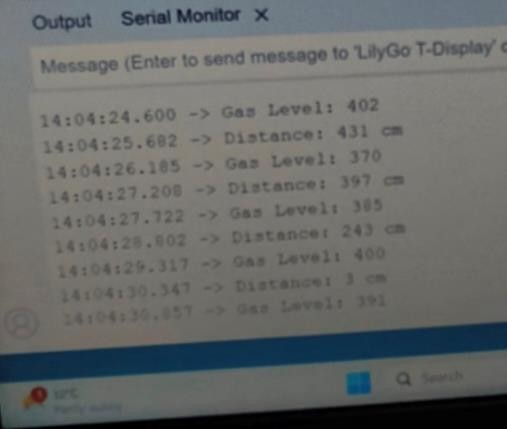 Output Serial Monitor X
Message (Enter to send message to 'LilyGo T-Display'
14:04:24.600 -> Gas Level: 402
14:04:25.682 -> Distance: 431 cm
14:04:26.185 -> Gas Level: 370
14:04:27.208 -> Distance: 397 cm
14:04:27.722 -> Gas Level: 385
14:04:28.802 -> Distance: 243 cm
14:04:29.317 -> Gas Level: 400
14:04:30.347 -> Distance: 3 cm
14:04:30.857 -> Gas Level: 391
Partly sunny
Search